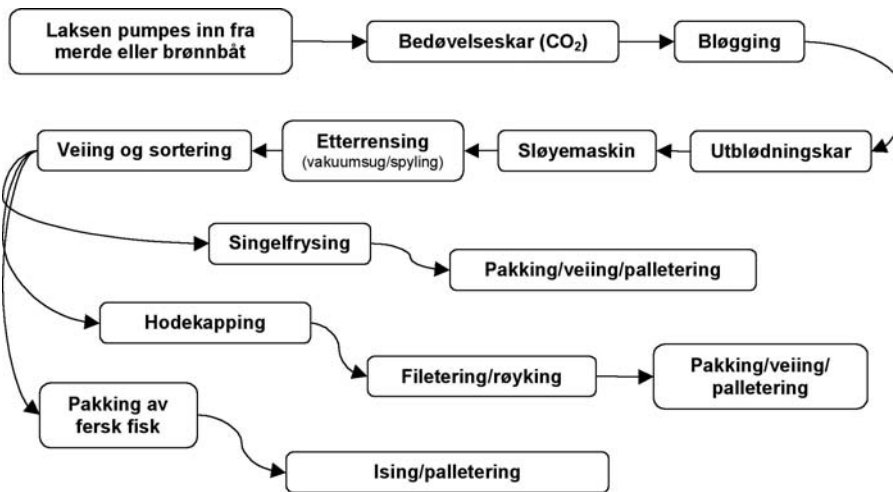 Laksen pumpes inn fra
merde eller brønnbåt
Bedøvelseskar (CO₂)
Bløgging
Utblødningskar
Sløyemaskin
Etterrensing
(vakuumsug/spyling)
Veiing og sortering
Singelfrysing
Pakking/veiing/palletering
Hodekapping
Filetering/røyking
Pakking/veiing/
palletering
Pakking av
fersk fisk
Ising/palletering